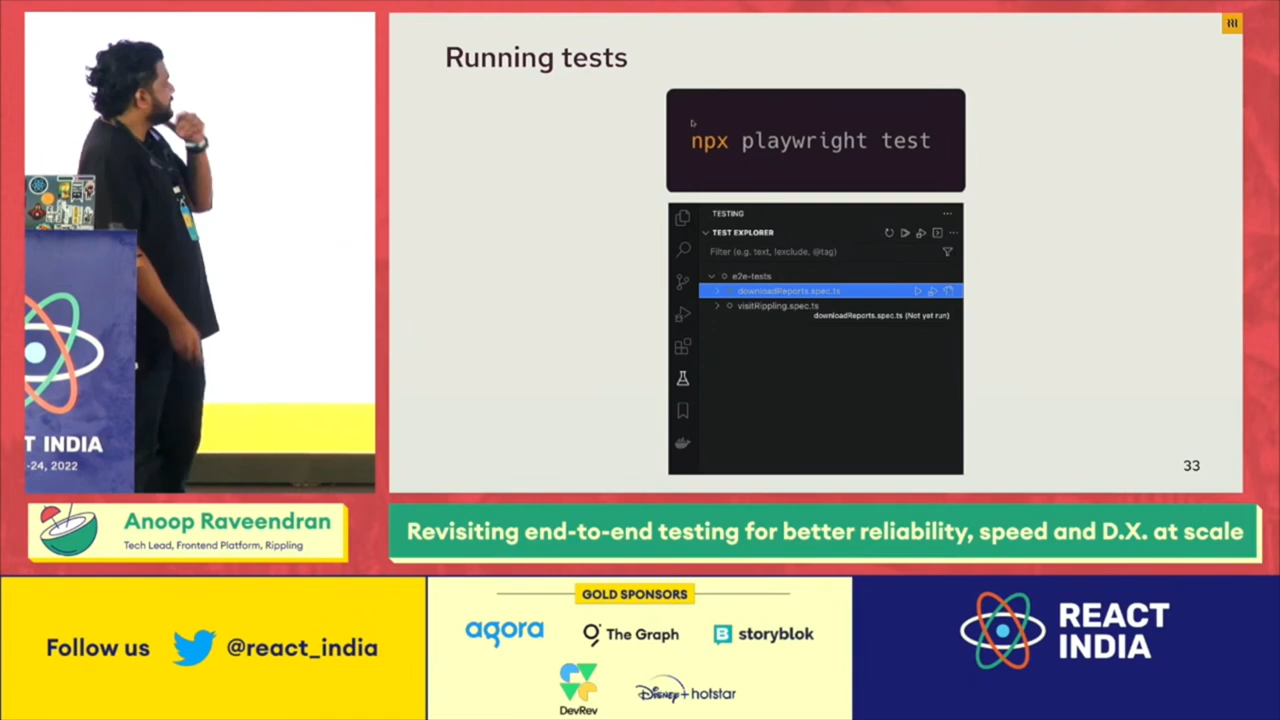 Running tests
npx playwright test
TESTING
TEST EXPLORER
Filter (e.g. text, !exclude, @tag)
e2e-tests
downloadReports.spec.ts
visitRippling.spec.ts
downloadReports.spec.ts (Not yet run)
33
T INDIA
-24, 2022
Anoop Raveendran
Tech Lead, Frontend Platform, Rippling
Revisiting end-to-end testing for better reliability, speed and D.X. at scale
Follow us @react_india
GOLD SPONSORS
agora The Graph storyblok
DevRev Disney+ hotstar
REACT
INDIA